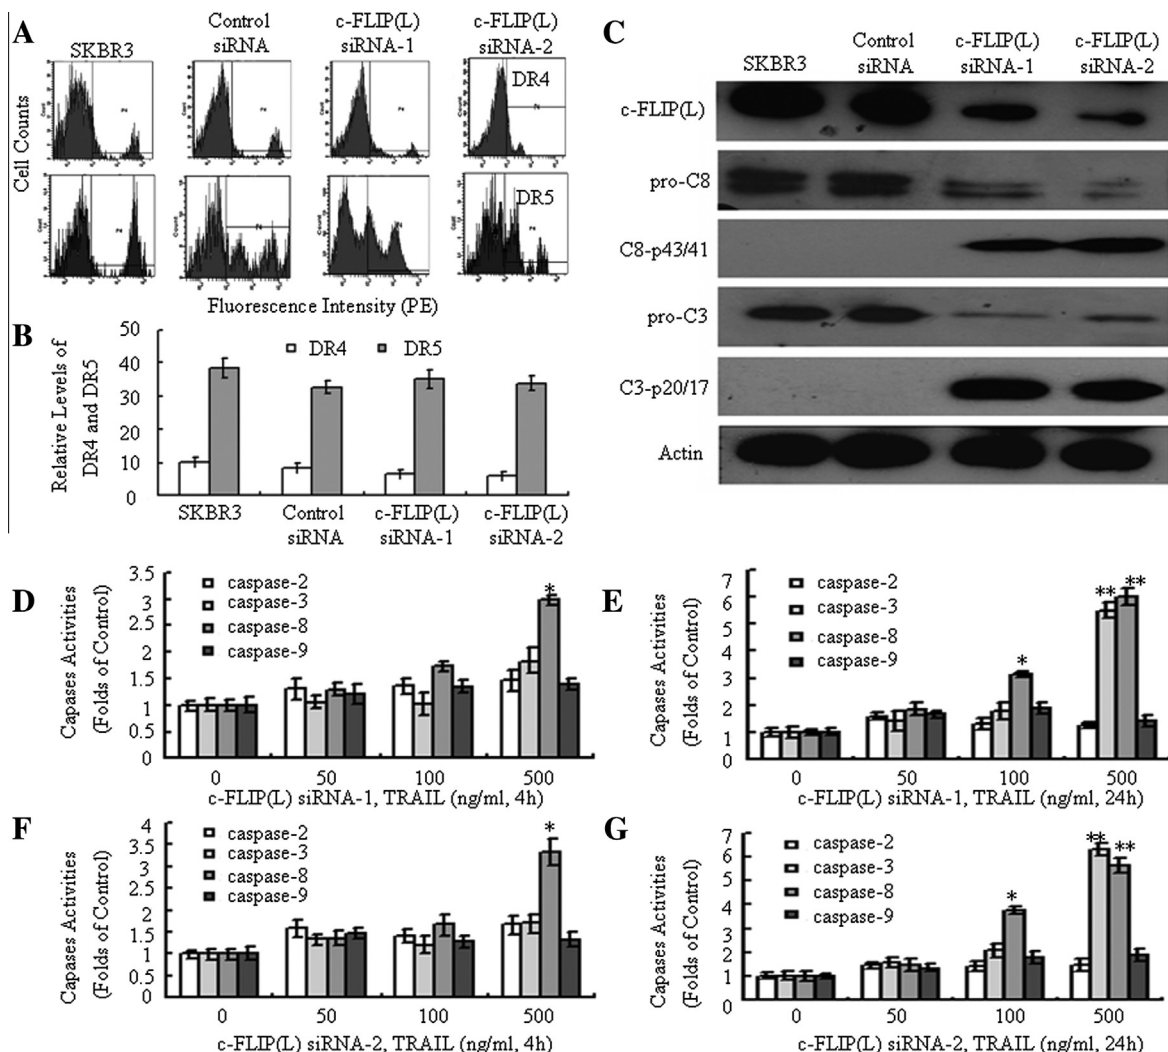 A
SKBR3
Control
siRNA
c-FLIP(L)
siRNA-1
c-FLIP(L)
siRNA-2
Cell Counts
DR4
DR5
Fluorescence Intensity (PE)
B
Relative Levels of
DR4 and DR5
50
40
30
20
10
0
DR4
DR5
SKBR3
Control
siRNA
c-FLIP(L)
siRNA-1
c-FLIP(L)
siRNA-2
C
SKBR3
Control
siRNA
c-FLIP(L)
siRNA-1
c-FLIP(L)
siRNA-2
c-FLIP(L)
pro-C8
C8-p43/41
pro-C3
C3-p20/17
Actin
D
Capases Activities
(Folds of Control)
3.5
3
2.5
2
1.5
1
0.5
0
caspase-2
caspase-3
caspase-8
caspase-9
*
0 50 100 500
c-FLIP(L) siRNA-1, TRAIL (ng/ml, 4h)
E
Capases Activities
(Folds of Control)
7
6
5
4
3
2
1
0
caspase-2
caspase-3
caspase-8
caspase-9
*
**
**
0 50 100 500
c-FLIP(L) siRNA-1, TRAIL (ng/ml, 24h)
F
Capases Activities
(Folds of Control)
4
3.5
3
2.5
2
1.5
1
0.5
0
caspase-2
caspase-3
caspase-8
caspase-9
*
0 50 100 500
c-FLIP(L) siRNA-2, TRAIL (ng/ml, 4h)
G
Capases Activities
(Folds of Control)
7
6
5
4
3
2
1
0
caspase-2
caspase-3
caspase-8
caspase-9
*
**
**
0 50 100 500
c-FLIP(L) siRNA-2, TRAIL (ng/ml, 24h)